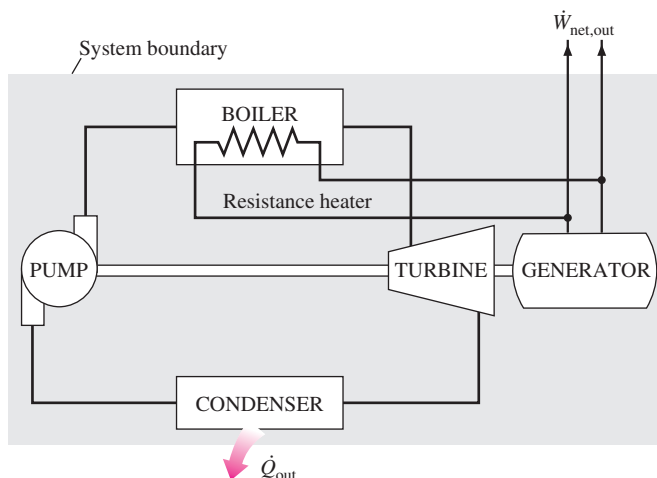 Ẇnet,out
System boundary
BOILER
Resistance heater
PUMP
TURBINE
GENERATOR
CONDENSER
Q̇out